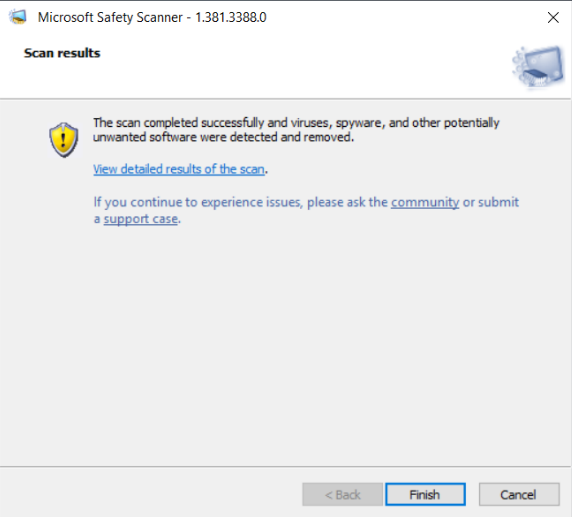 Microsoft Safety Scanner - 1.381.3388.0
Scan results
The scan completed successfully and viruses, spyware, and other potentially
unwanted software were detected and removed.
View detailed results of the scan.
If you continue to experience issues, please ask the community or submit
a support case.
< Back Finish Cancel